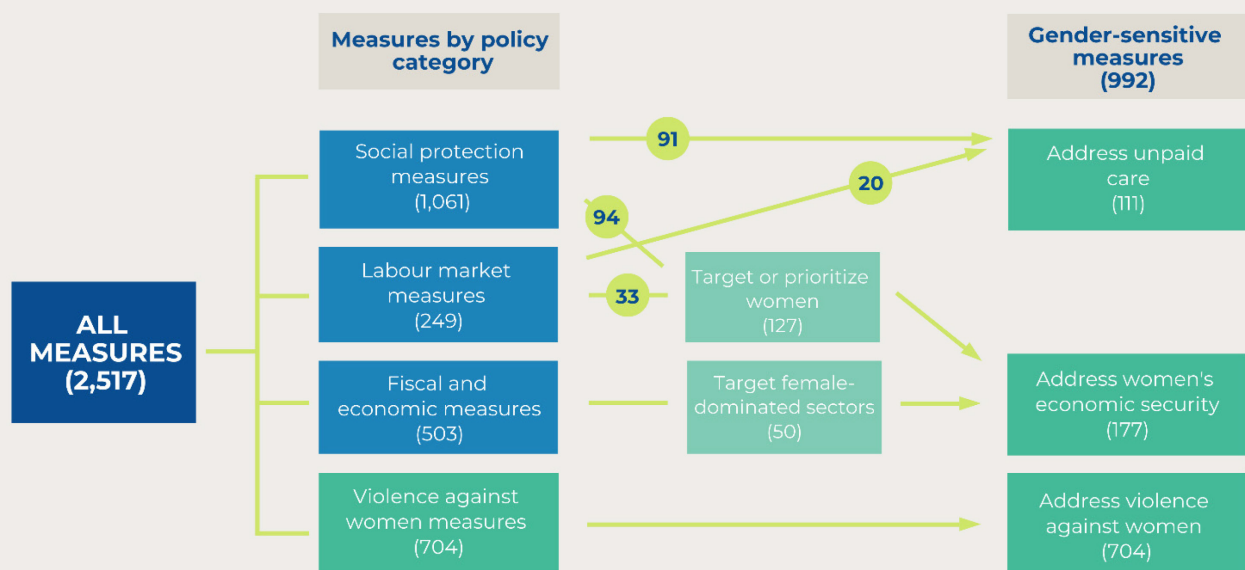 Measures by policy
category
Gender-sensitive
measures
(992)
ALL
MEASURES
(2,517)
Social protection
measures
(1,061)
91
Address unpaid
care
(111)
20
94
Labour market
measures
(249)
33
Target or prioritize
women
(127)
Fiscal and
economic measures
(503)
Target female-
dominated sectors
(50)
Address women's
economic security
(177)
Violence against
women measures
(704)
Address violence
against women
(704)